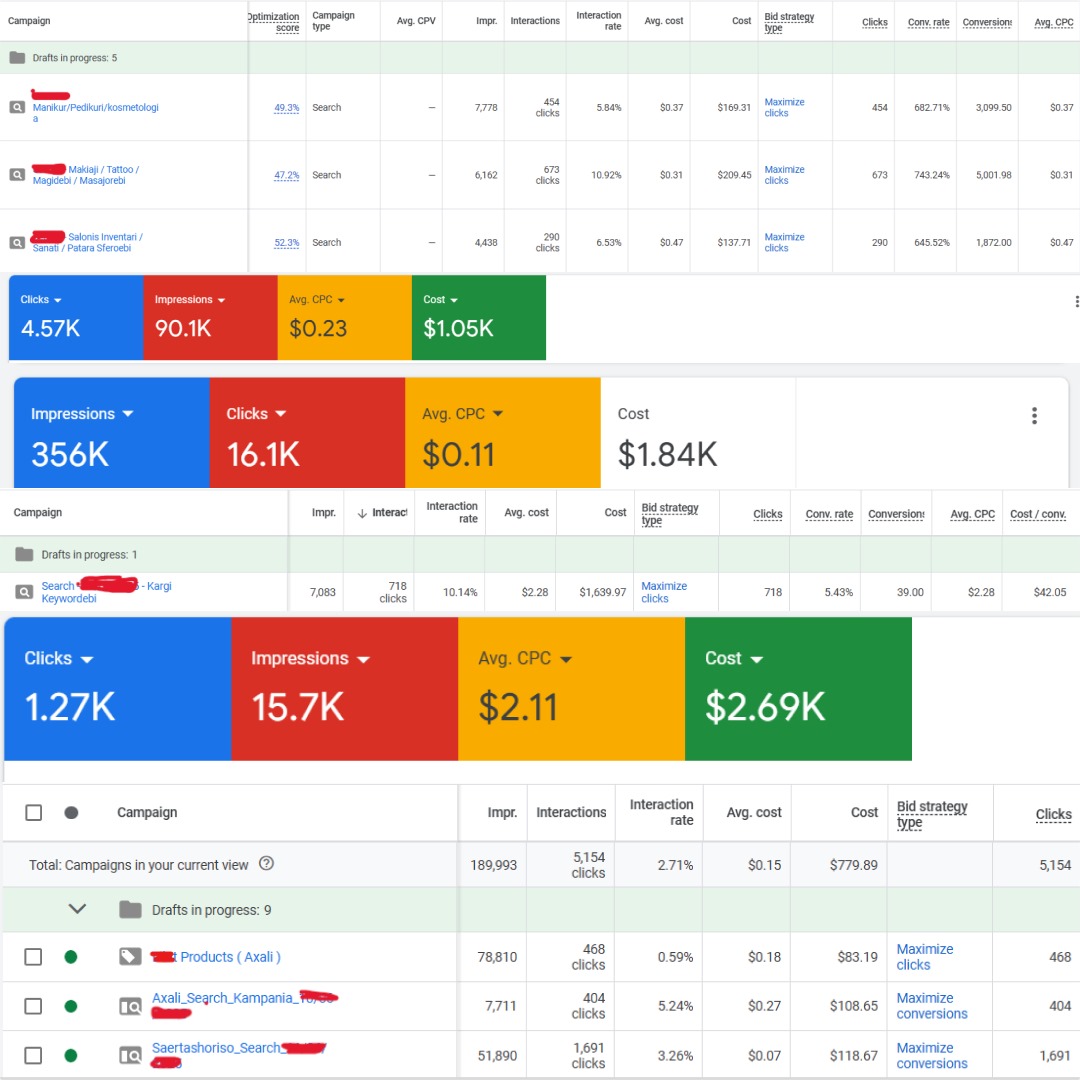 Campaign Optimization score Campaign type Avg. CPV Impr. Interactions Interaction rate Avg. cost Cost Bid strategy type Clicks Conv. rate Conversions Avg. CPC
Drafts in progress: 5
Manikur/Pedikuri/kosmetologia 49.3% Search – 7,778 454 clicks 5.84% $0.37 $169.31 Maximize clicks 454 682.71% 3,099.50 $0.37
Makiaji / Tattoo / Magidebi / Masajorebi 47.2% Search – 6,162 673 clicks 10.92% $0.31 $209.45 Maximize clicks 673 743.24% 5,001.98 $0.31
Salonis Inventari / Sanati / Patara Sferoebi 52.3% Search – 4,438 290 clicks 6.53% $0.47 $137.71 Maximize clicks 290 645.52% 1,872.00 $0.47
Clicks Impressions Avg. CPC Cost
4.57K 90.1K $0.23 $1.05K
Impressions Clicks Avg. CPC Cost
356K 16.1K $0.11 $1.84K
Campaign Impr. Interact Interaction rate Avg. cost Cost Bid strategy type Clicks Conv. rate Conversions Avg. CPC Cost / conv.
Drafts in progress: 1
Search - Kargi Keywordebi 7,083 718 clicks 10.14% $2.28 $1,639.97 Maximize clicks 718 5.43% 39.00 $2.28 $42.05
Clicks Impressions Avg. CPC Cost
1.27K 15.7K $2.11 $2.69K
Campaign Impr. Interactions Interaction rate Avg. cost Cost Bid strategy type Clicks
Total: Campaigns in your current view 189,993 5,154 clicks 2.71% $0.15 $779.89 5,154
Drafts in progress: 9
Products ( Axali ) 78,810 468 clicks 0.59% $0.18 $83.19 Maximize clicks 468
Axali_Search_Kampania_ 7,711 404 clicks 5.24% $0.27 $108.65 Maximize conversions 404
Saertashoriso_Search_ 51,890 1,691 clicks 3.26% $0.07 $118.67 Maximize conversions 1,691